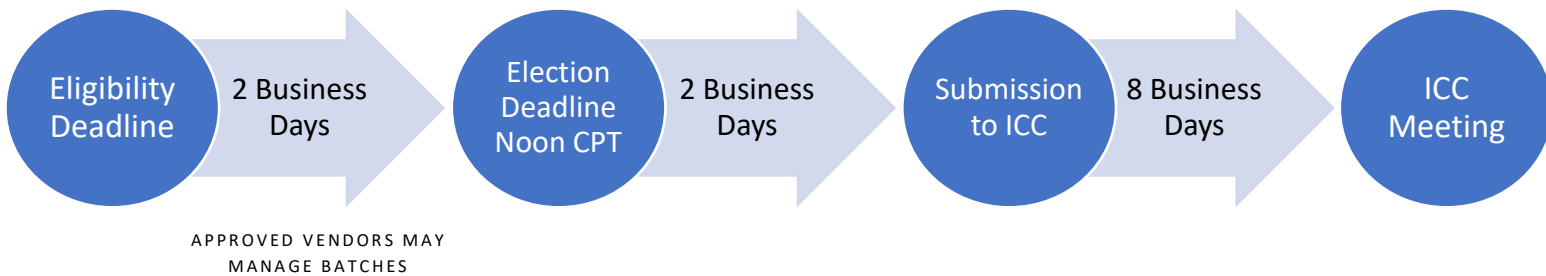 Eligibility
Deadline
2 Business
Days
Election
Deadline
Noon CPT
2 Business
Days
Submission
to ICC
8 Business
Days
ICC
Meeting
APPROVED VENDORS MAY
MANAGE BATCHES